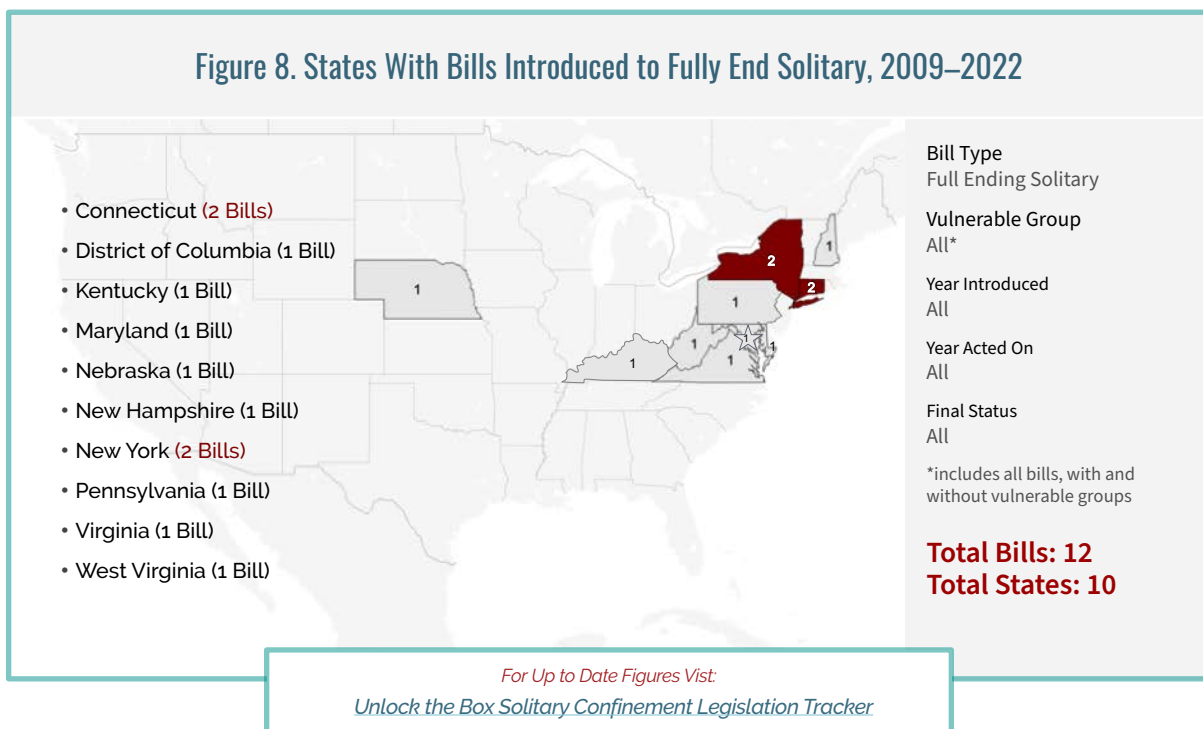 Figure 8. States With Bills Introduced to Fully End Solitary, 2009–2022
• Connecticut (2 Bills)
• District of Columbia (1 Bill)
• Kentucky (1 Bill)
• Maryland (1 Bill)
• Nebraska (1 Bill)
• New Hampshire (1 Bill)
• New York (2 Bills)
• Pennsylvania (1 Bill)
• Virginia (1 Bill)
• West Virginia (1 Bill)
1
2
1
2
1
1
1
1
1
1
Bill Type
Full Ending Solitary
Vulnerable Group
All*
Year Introduced
All
Year Acted On
All
Final Status
All
*includes all bills, with and
without vulnerable groups
Total Bills: 12
Total States: 10
For Up to Date Figures Vist:
Unlock the Box Solitary Confinement Legislation Tracker